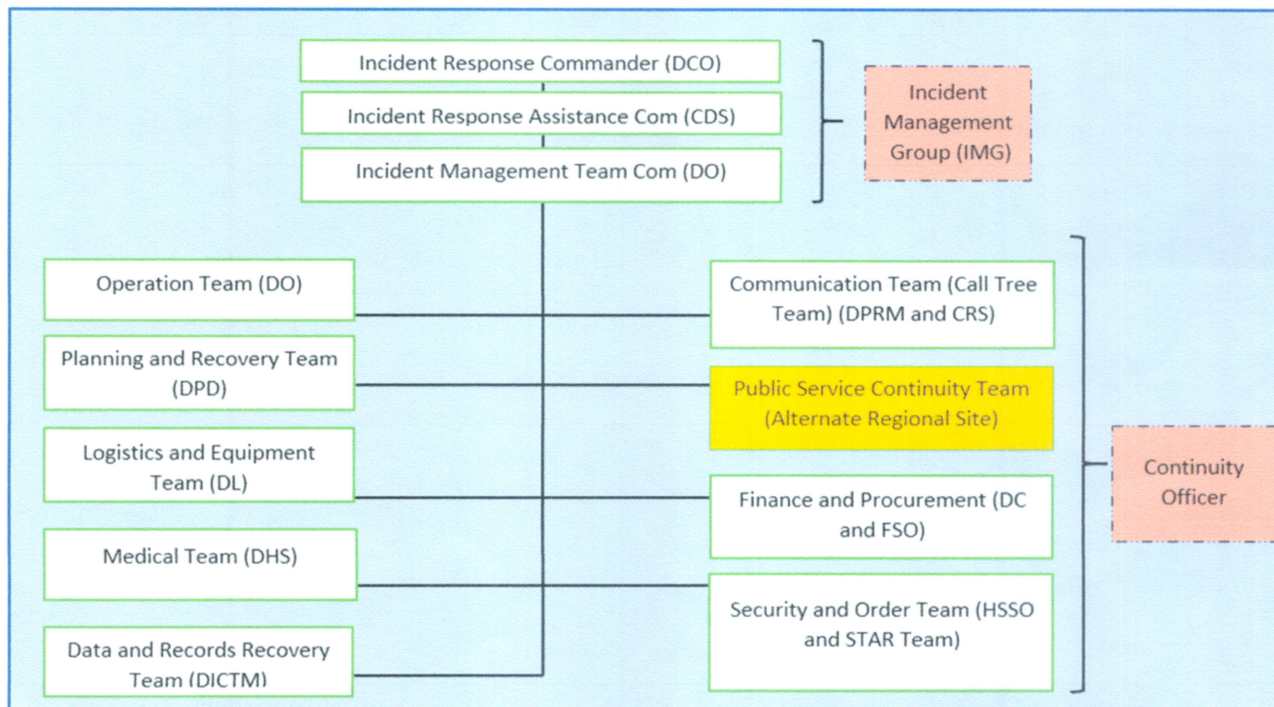 Incident Response Commander (DCO)
Incident Response Assistance Com (CDS)
Incident Management Team Com (DO)
Incident
Management
Group (IMG)
Operation Team (DO)
Planning and Recovery Team
(DPD)
Logistics and Equipment
Team (DL)
Medical Team (DHS)
Data and Records Recovery
Team (DICTM)
Communication Team (Call Tree
Team) (DPRM and CRS)
Public Service Continuity Team
(Alternate Regional Site)
Finance and Procurement (DC
and FSO)
Security and Order Team (HSSO
and STAR Team)
Continuity
Officer